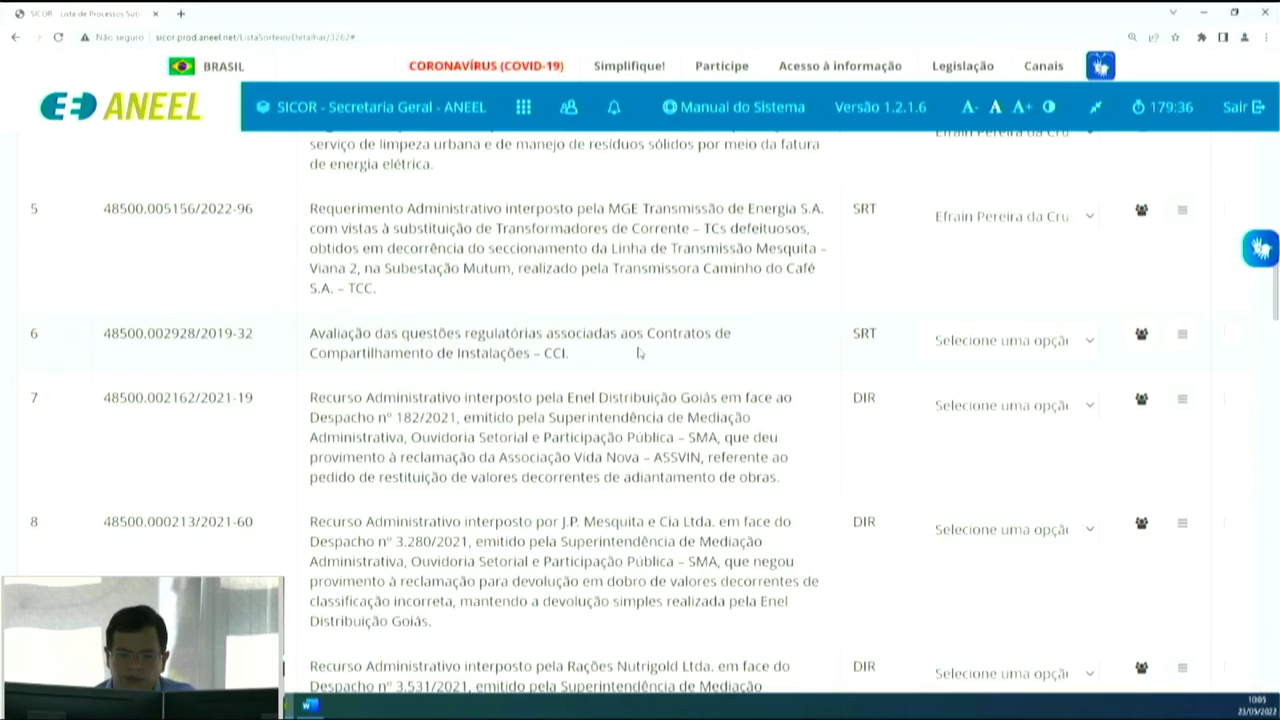 SICOR - Lista de Processos Sub
Não seguro
sicor.prod.aneel.net/ListaSorteio/Detalhar/3262#
BRASIL
CORONAVÍRUS (COVID-19)
Simplifique!
Participe
Acesso à informação
Legislação
Canais
ANEEL
SICOR - Secretaria Geral - ANEEL
Manual do Sistema
Versão 1.2.1.6
A-
A
A+
179:36
Sair
Efrain Pereira da Cru
serviço de limpeza urbana e de manejo de resíduos sólidos por meio da fatura
de energia elétrica.
5
48500.005156/2022-96
Requerimento Administrativo interposto pela MGE Transmissão de Energia S.A.
com vistas à substituição de Transformadores de Corrente – TCs defeituosos,
obtidos em decorrência do seccionamento da Linha de Transmissão Mesquita –
Viana 2, na Subestação Mutum, realizado pela Transmissora Caminho do Café
S.A. – TCC.
SRT
Efrain Pereira da Cru
6
48500.002928/2019-32
Avaliação das questões regulatórias associadas aos Contratos de
Compartilhamento de Instalações – CCI.
SRT
Selecione uma opçã
7
48500.002162/2021-19
Recurso Administrativo interposto pela Enel Distribuição Goiás em face ao
Despacho nº 182/2021, emitido pela Superintendência de Mediação
Administrativa, Ouvidoria Setorial e Participação Pública – SMA, que deu
provimento à reclamação da Associação Vida Nova – ASSVIN, referente ao
pedido de restituição de valores decorrentes de adiantamento de obras.
DIR
Selecione uma opçã
8
48500.000213/2021-60
Recurso Administrativo interposto por J.P. Mesquita e Cia Ltda. em face do
Despacho nº 3.280/2021, emitido pela Superintendência de Mediação
Administrativa, Ouvidoria Setorial e Participação Pública – SMA, que negou
provimento à reclamação para devolução em dobro de valores decorrentes de
classificação incorreta, mantendo a devolução simples realizada pela Enel
Distribuição Goiás.
DIR
Selecione uma opçã
Recurso Administrativo interposto pela Rações Nutrigold Ltda. em face do
Despacho nº 3.531/2021, emitido pela Superintendência de Mediação
DIR
Selecione uma opçã
10:05
23/05/2022